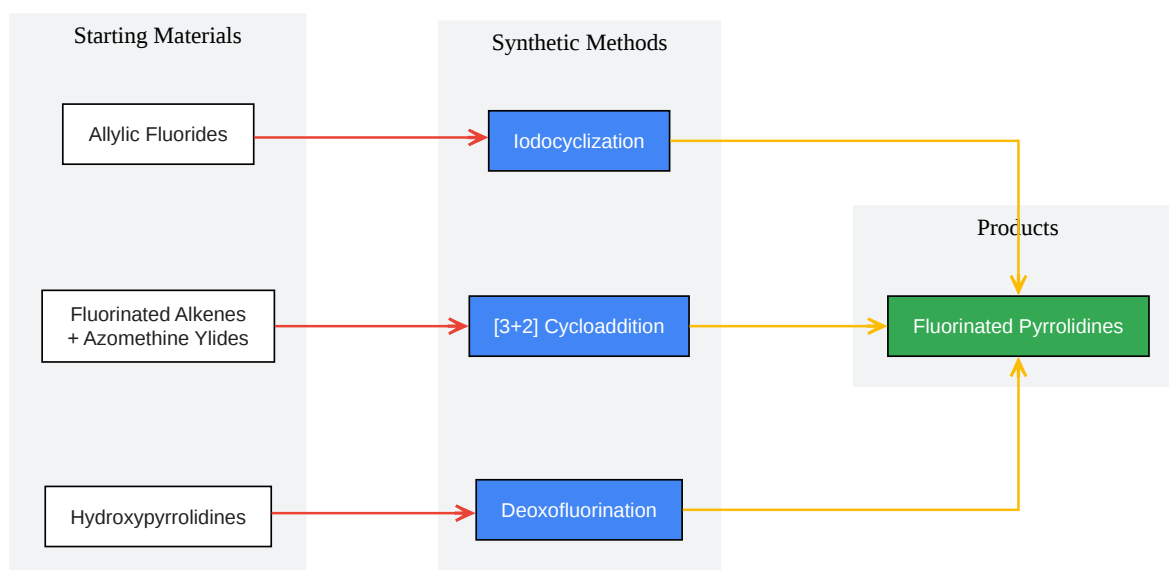 Starting Materials
Synthetic Methods
Allylic Fluorides
Iodocyclization
Products
Fluorinated Alkenes
+ Azomethine Ylides
[3+2] Cycloaddition
Fluorinated Pyrrolidines
Hydroxypyrrolidines
Deoxofluorination